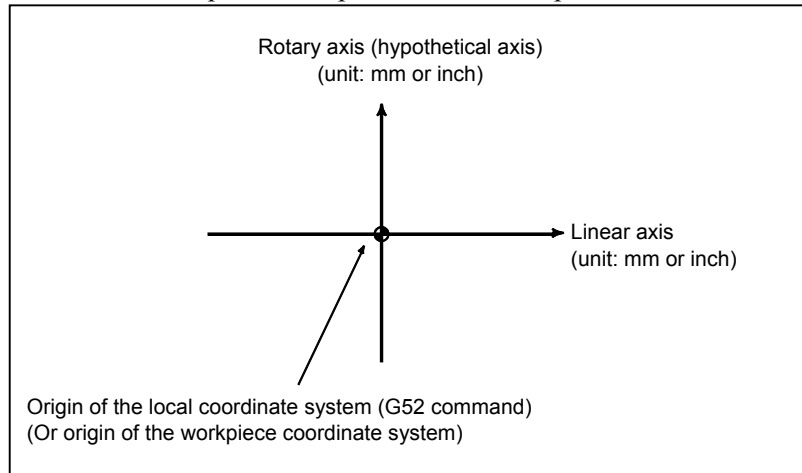 Rotary axis (hypothetical axis)
(unit: mm or inch)
Linear axis
(unit: mm or inch)
Origin of the local coordinate system (G52 command)
(Or origin of the workpiece coordinate system)